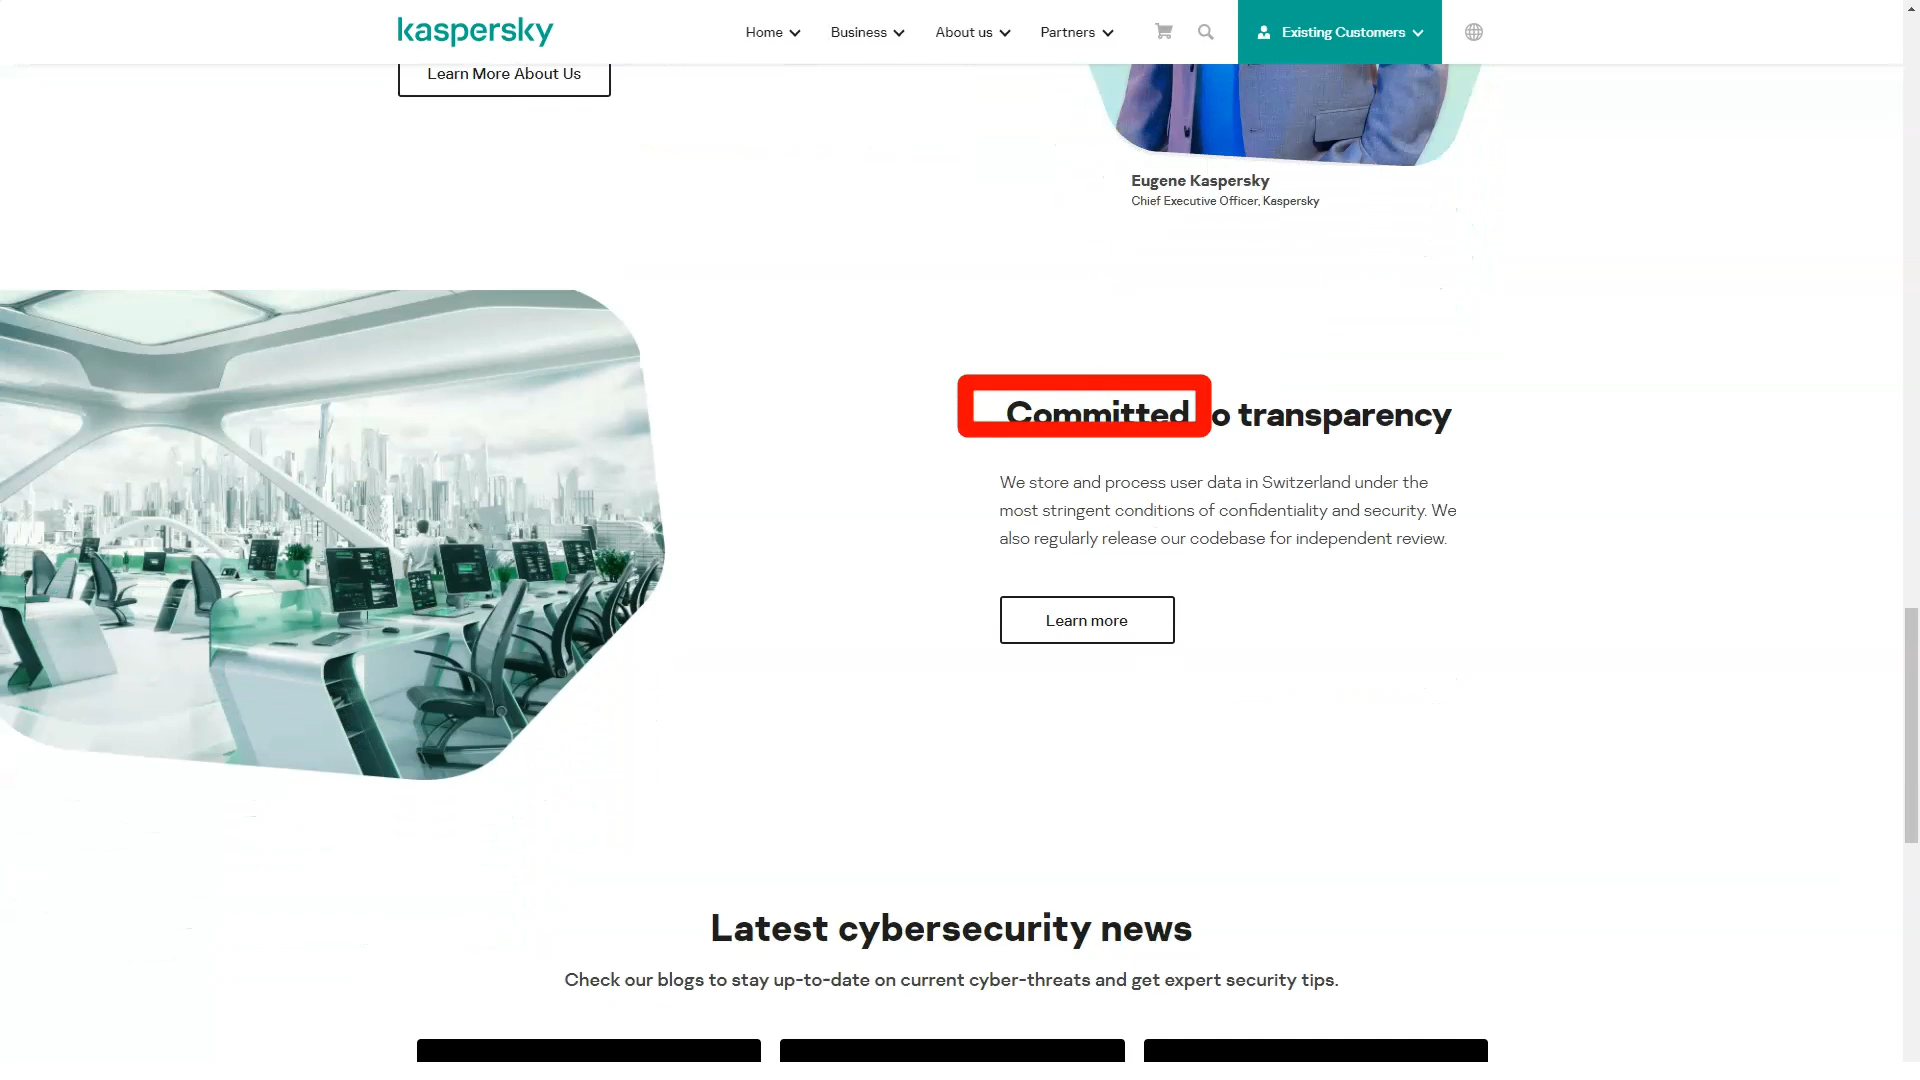 kaspersky
Home
Business
About us
Partners
Existing Customers
Learn More About Us
Eugene Kaspersky
Chief Executive Officer, Kaspersky
Committed o transparency
We store and process user data in Switzerland under the
most stringent conditions of confidentiality and security. We
also regularly release our codebase for independent review.
Learn more
Latest cybersecurity news
Check our blogs to stay up-to-date on current cyber-threats and get expert security tips.